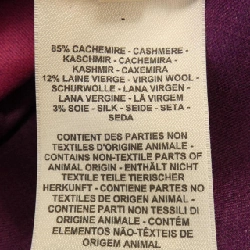 85% CACHEMIRE - CASHMERE -
KASCHMIR - CACHEMIRA -
KASHMIR - CAXEMIRA
12% LAINE VIERGE - VIRGIN WOOL -
SCHURWOLLE - LANA VIRGEN -
LANA VERGINE - LÃ VIRGEM
3% SOIE - SILK - SEIDE - SETA -
SEDA
CONTIENT DES PARTIES NON
TEXTILES D'ORIGINE ANIMALE -
CONTAINS NON-TEXTILE PARTS OF
ANIMAL ORIGIN - ENTHÄLT NICHT
TEXTILE TEILE TIERISCHER
HERKUNFT - CONTIENE PARTES
NO TEXTILES DE ORIGEN ANIMAL -
CONTIENE PARTI NON TESSILI DI
ORIGINE ANIMALE - CONTÉM
ELEMENTOS NÃO-TÊXTEIS DE
ORIGEM ANIMAL